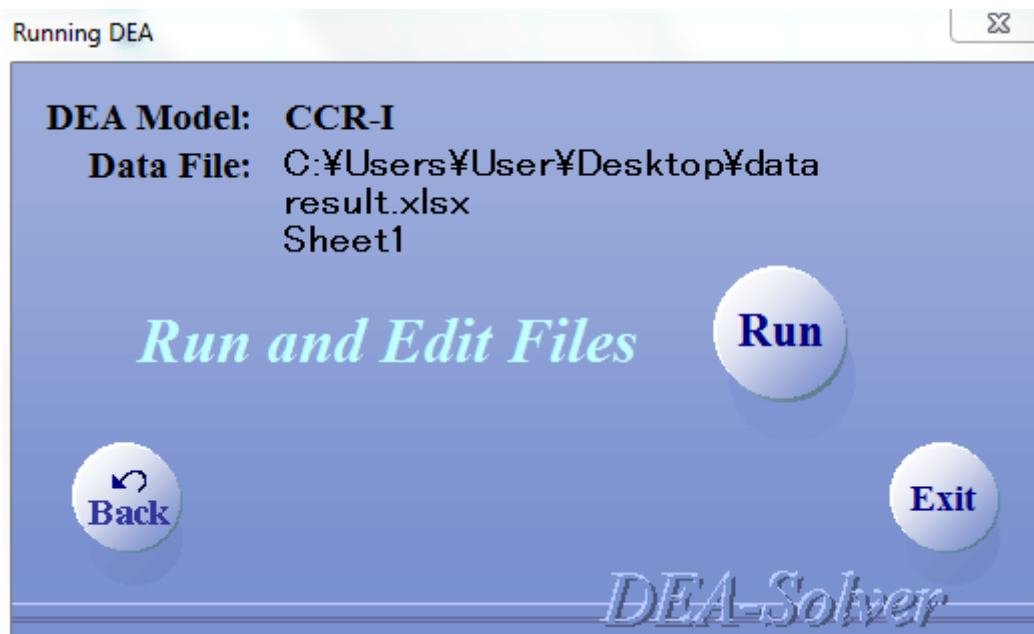 Running DEA
DEA Model: CCR-I
Data File: C:¥Users¥User¥Desktop¥data
result.xlsx
Sheet1
Run and Edit Files
Run
Back
Exit
DEA-Solver